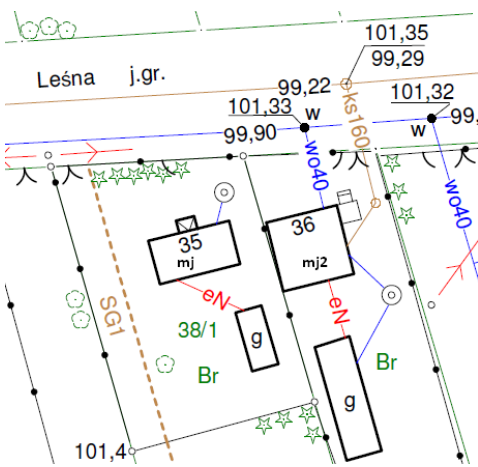 101,35
99,29
Leśna j.gr.
99,22
101,33
w
101,32
w
99,90
99,
ks160
wo40
wo40
35
mj
36
mj2
eN
eN
SG1
g
38/1
Br
Br
g
101,4